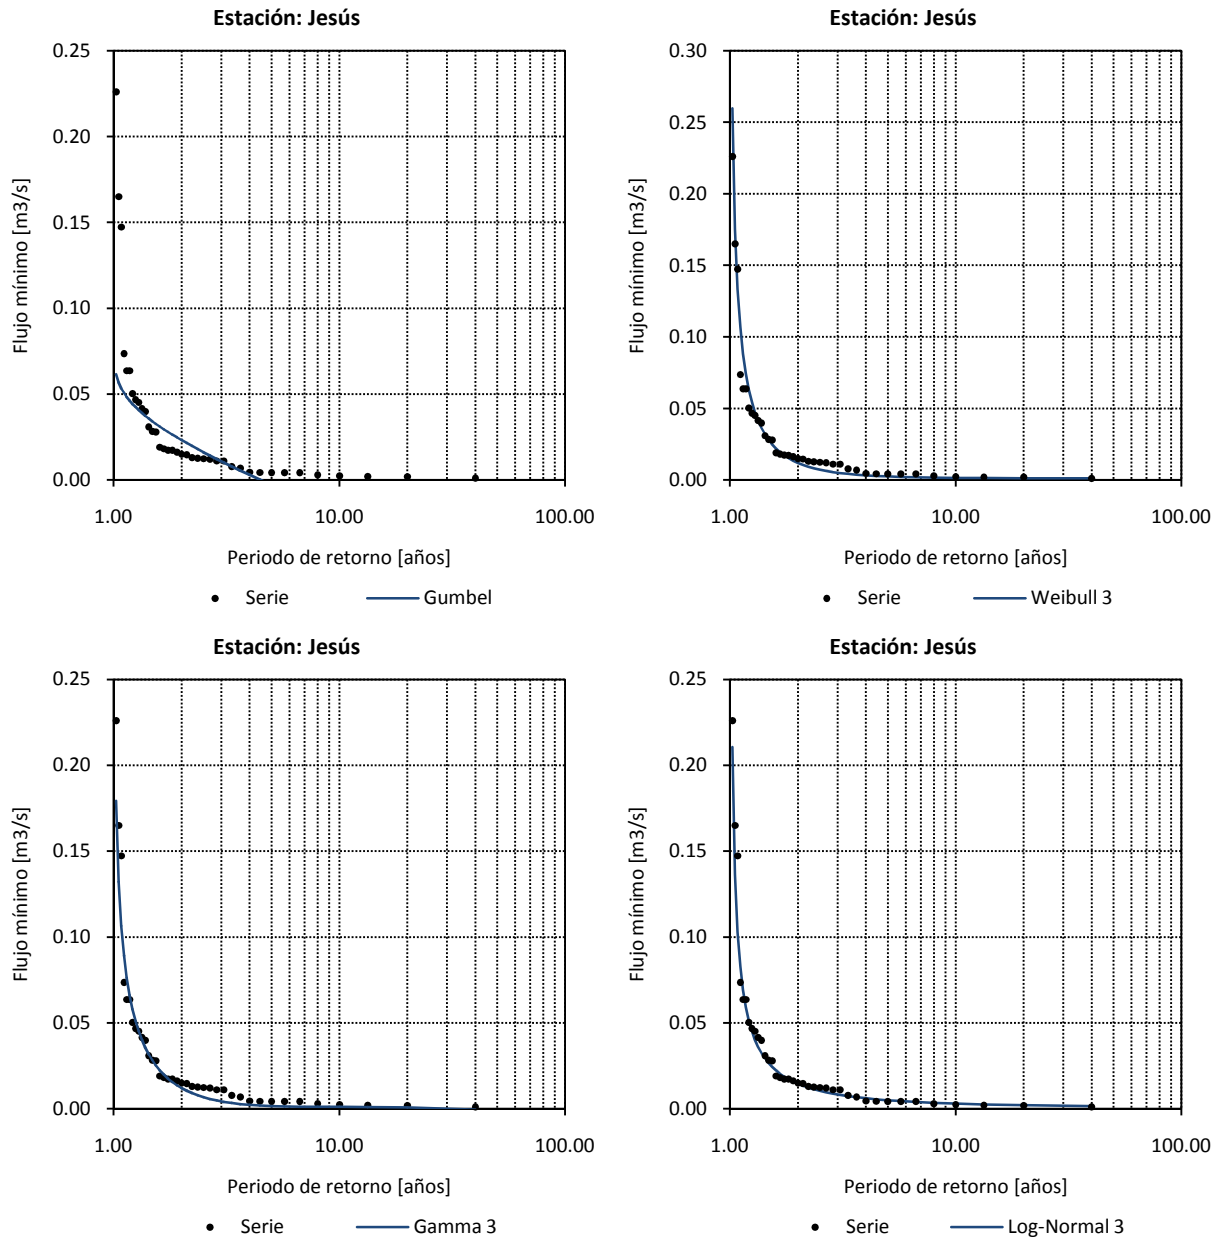 Estación: Jesús
0.25
0.20
0.15
0.10
0.05
0.00
Flujo mínimo [m3/s]
1.00 10.00 100.00
Periodo de retorno [años]
Serie Gumbel
Estación: Jesús
0.30
0.25
0.20
0.15
0.10
0.05
0.00
Flujo mínimo [m3/s]
1.00 10.00 100.00
Periodo de retorno [años]
Serie Weibull 3
Estación: Jesús
0.25
0.20
0.15
0.10
0.05
0.00
Flujo mínimo [m3/s]
1.00 10.00 100.00
Periodo de retorno [años]
Serie Gamma 3
Estación: Jesús
0.25
0.20
0.15
0.10
0.05
0.00
Flujo mínimo [m3/s]
1.00 10.00 100.00
Periodo de retorno [años]
Serie Log-Normal 3